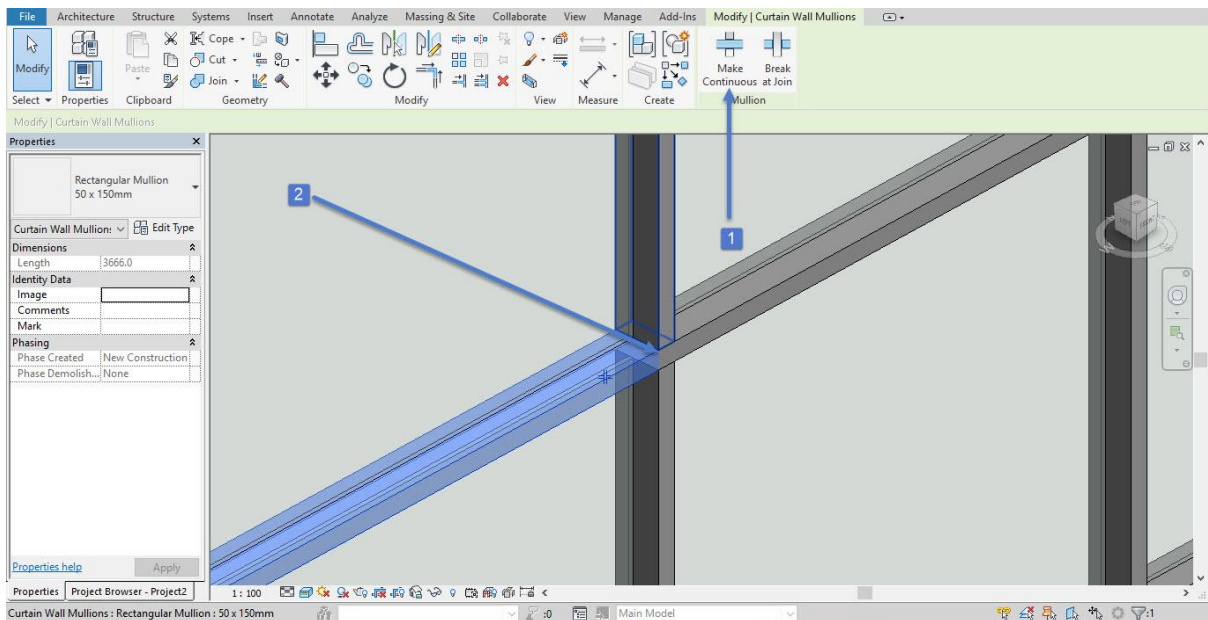 File Architecture Structure Systems Insert Annotate Analyze Massing & Site Collaborate View Manage Add-Ins Modify | Curtain Wall Mullions
Modify
Paste
Cope
Cut
Join
Make Continuous
Break at Join
Select Properties Clipboard Geometry Modify View Measure Create Mullion
Modify | Curtain Wall Mullions
Properties
Rectangular Mullion
50 x 150mm
Curtain Wall Mullion: Edit Type
Dimensions
Length 3666.0
Identity Data
Image
Comments
Mark
Phasing
Phase Created New Construction
Phase Demolish... None
Properties help Apply
Properties Project Browser - Project2
2
1
1 : 100
Curtain Wall Mullions : Rectangular Mullion : 50 x 150mm :0 Main Model :1